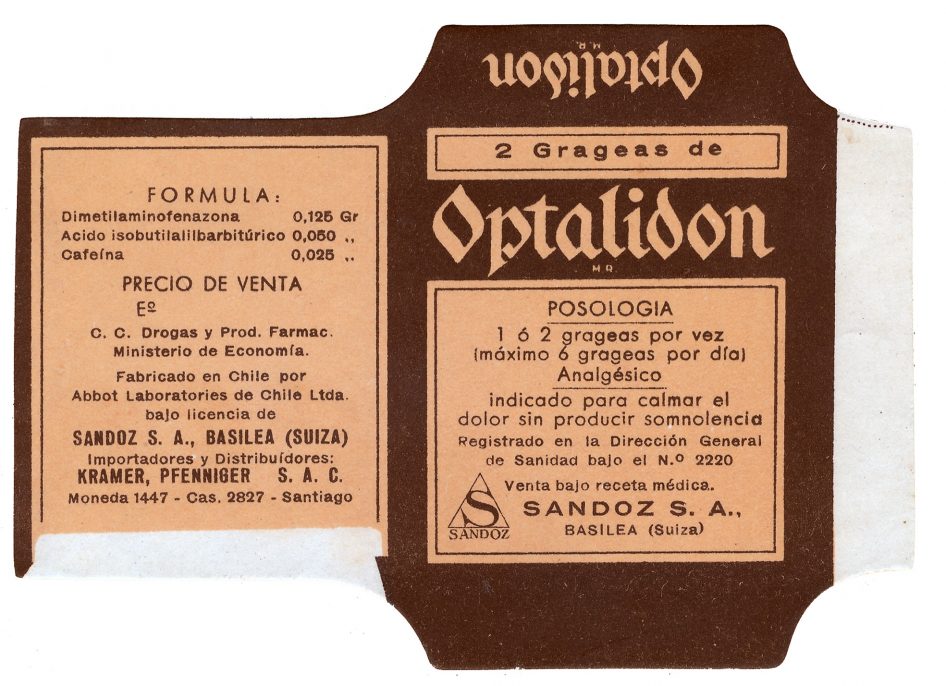 Optalidon
M.R.
2 Grageas de
Optalidon
M R
POSOLOGIA
1 ó 2 grageas por vez
(máximo 6 grageas por día)
Analgésico
indicado para calmar el
dolor sin producir somnolencia
Registrado en la Dirección General
de Sanidad bajo el N.º 2220
Venta bajo receta médica.
SANDOZ S. A.,
BASILEA (Suiza)
S
SANDOZ
FORMULA:
Dimetilaminofenazona 0,125 Gr
Acido isobutilalilbarbitúrico 0,050 ,,
Cafeína 0,025 ,,
PRECIO DE VENTA
Eº
C. C. Drogas y Prod. Farmac.
Ministerio de Economía.
Fabricado en Chile por
Abbot Laboratories de Chile Ltda.
bajo licencia de
SANDOZ S. A., BASILEA (SUIZA)
Importadores y Distribuídores:
KRAMER, PFENNIGER S. A. C.
Moneda 1447 - Cas. 2827 - Santiago